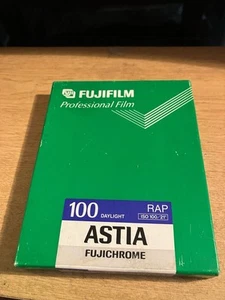 FUJIFILM
Professional Film
100 DAYLIGHT RAP
ISO 100/21°
ASTIA
FUJICHROME